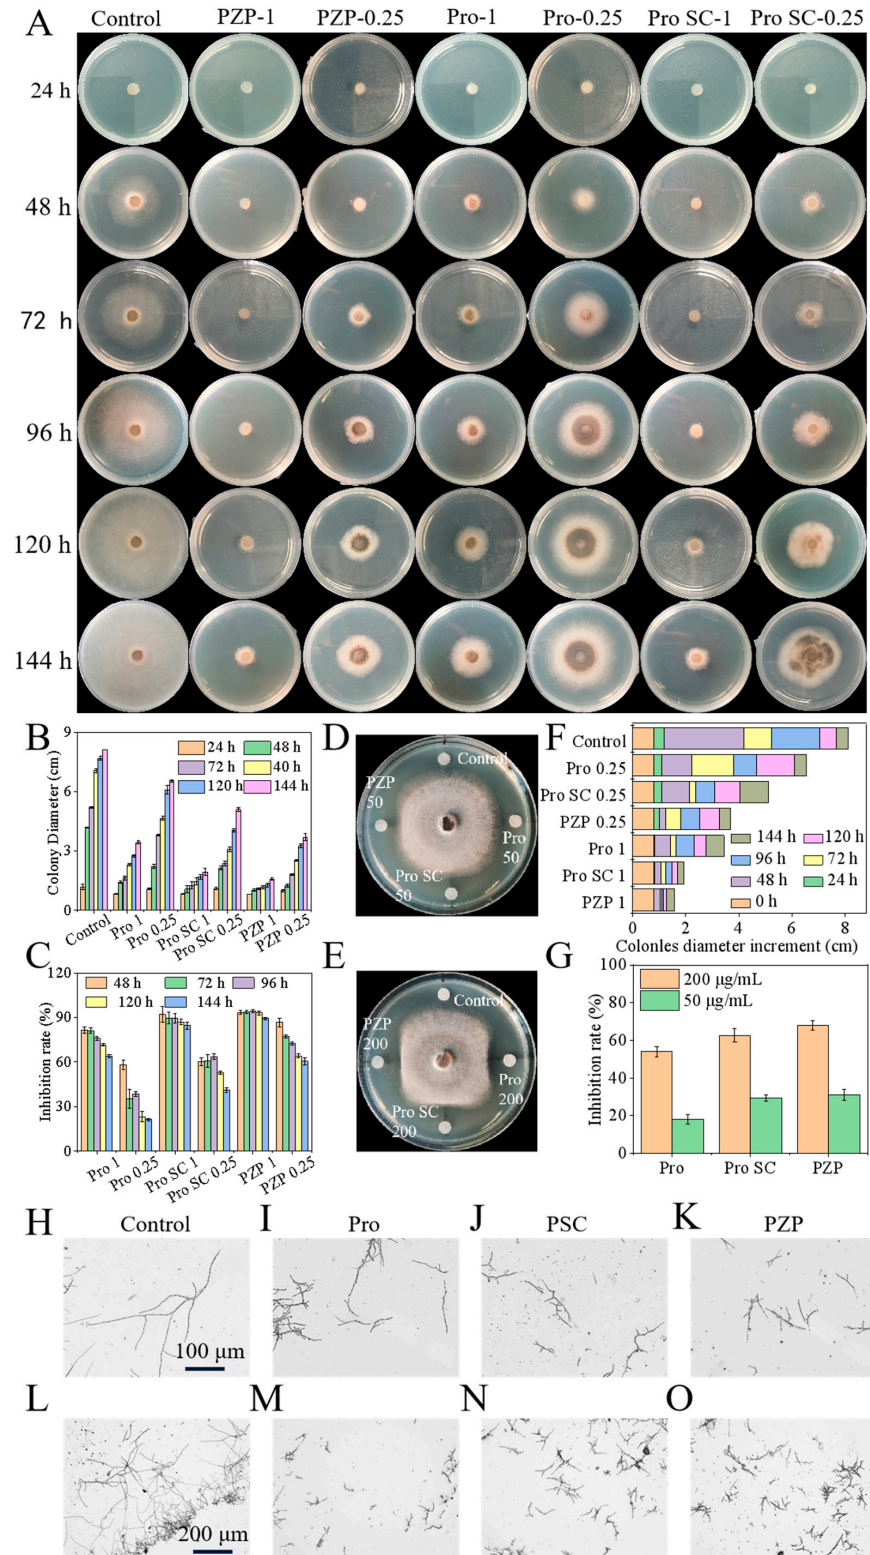 A
Control PZP-1 PZP-0.25 Pro-1 Pro-0.25 Pro SC-1 Pro SC-0.25
24 h
48 h
72 h
96 h
120 h
144 h
B
Colony Diameter (cm)
9
6
3
0
24 h 48 h
72 h 40 h
120 h 144 h
Control Pro 1 Pro 0.25 Pro SC 1 Pro SC 0.25 PZP 1 PZP 0.25
C
Inhibition rate (%)
120
90
60
30
0
48 h 72 h 96 h
120 h 144 h
Pro 1 Pro 0.25 Pro SC 1 Pro SC 0.25 PZP 1 PZP 0.25
D
Control
PZP
50
Pro
50
Pro SC
50
E
Control
PZP
200
Pro
200
Pro SC
200
F
Control
Pro 0.25
Pro SC 0.25
PZP 0.25
Pro 1
Pro SC 1
PZP 1
144 h 120 h
96 h 72 h
48 h 24 h
0 h
0 2 4 6 8
Colonles diameter increment (cm)
G
Inhibition rate (%)
100
80
60
40
20
0
200 μg/mL
50 μg/mL
Pro Pro SC PZP
H Control I Pro J PSC K PZP
100 μm
L M N O
200 μm